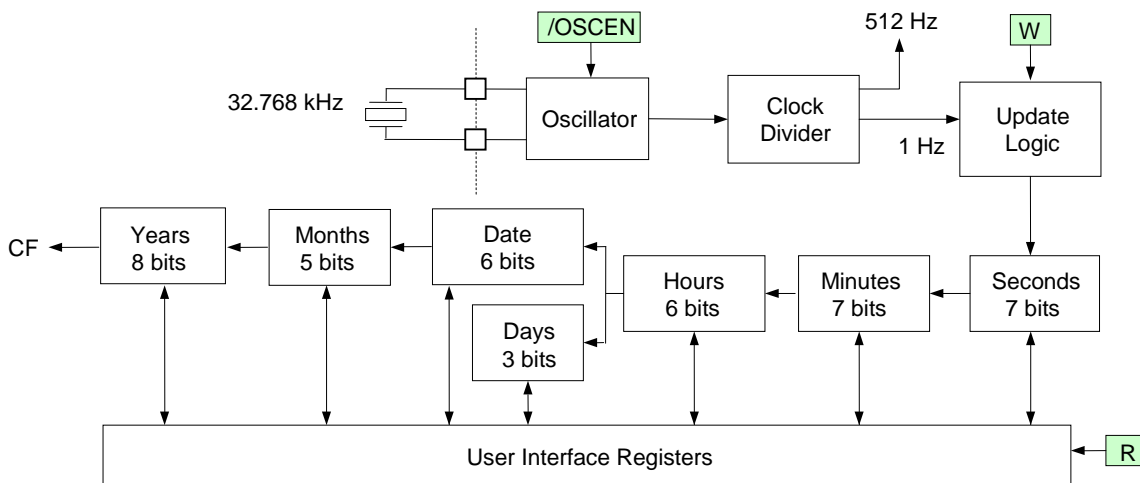 /OSCEN
512 Hz
W
32.768 kHz
Oscillator
Clock
Divider
1 Hz
Update
Logic
CF
Years
8 bits
Months
5 bits
Date
6 bits
Days
3 bits
Hours
6 bits
Minutes
7 bits
Seconds
7 bits
User Interface Registers
R